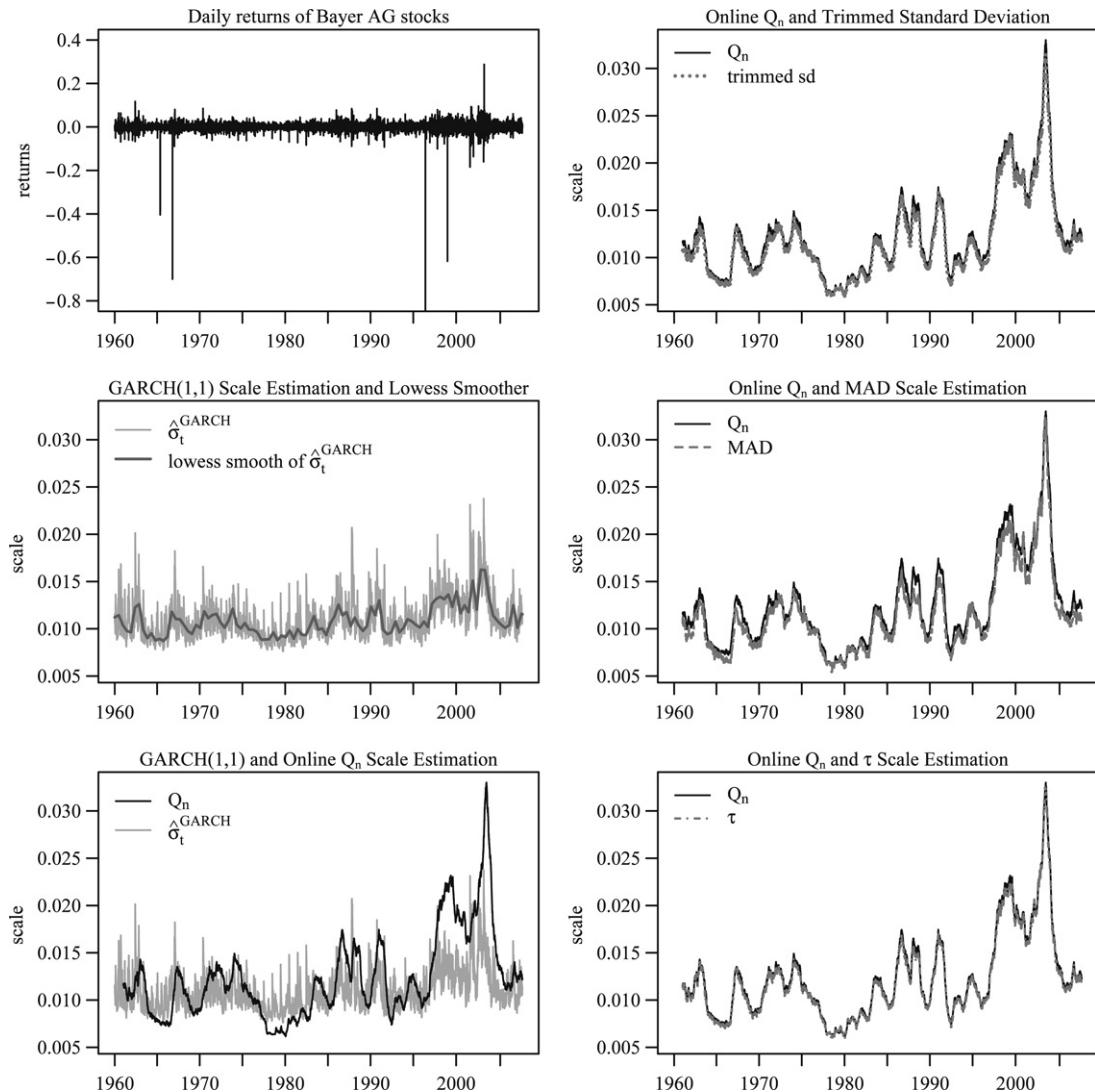 Daily returns of Bayer AG stocks
returns
0.4
0.2
0.0
−0.2
−0.4
−0.6
−0.8
1960 1970 1980 1990 2000
Online Qn and Trimmed Standard Deviation
Qn
trimmed sd
scale
0.030
0.025
0.020
0.015
0.010
0.005
1960 1970 1980 1990 2000
GARCH(1,1) Scale Estimation and Lowess Smoother
σ̂t^GARCH
lowess smooth of σ̂t^GARCH
scale
0.030
0.025
0.020
0.015
0.010
0.005
1960 1970 1980 1990 2000
Online Qn and MAD Scale Estimation
Qn
MAD
scale
0.030
0.025
0.020
0.015
0.010
0.005
1960 1970 1980 1990 2000
GARCH(1,1) and Online Qn Scale Estimation
Qn
σ̂t^GARCH
scale
0.030
0.025
0.020
0.015
0.010
0.005
1960 1970 1980 1990 2000
Online Qn and τ Scale Estimation
Qn
τ
scale
0.030
0.025
0.020
0.015
0.010
0.005
1960 1970 1980 1990 2000